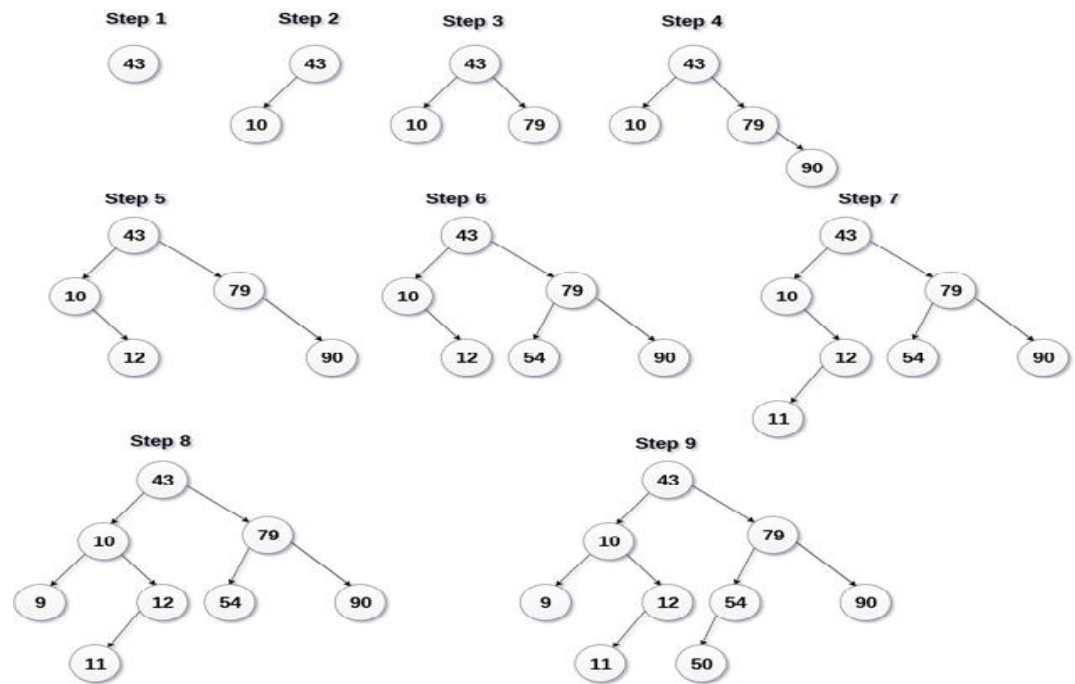 Step 1 Step 2 Step 3 Step 4
43 43 43 43
10 10 79 10 79
90
Step 5 Step 6 Step 7
43 43 43
10 79 10 79 10 79
12 90 12 54 90 12 54 90
11
Step 8 Step 9
43 43
10 79 10 79
9 12 54 90 9 12 54 90
11 11 50